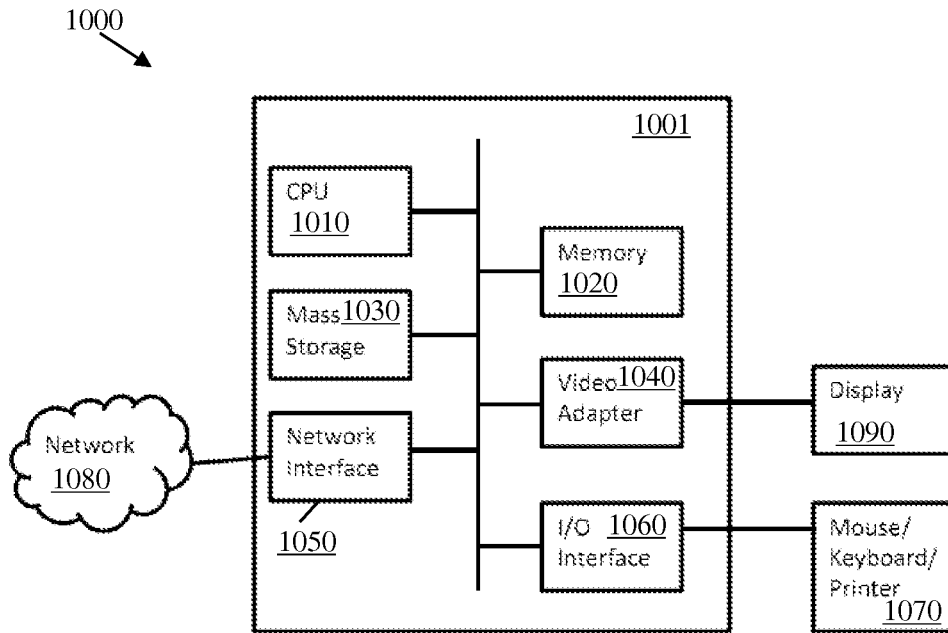 1000
1001
CPU
1010
Memory
1020
Mass 1030
Storage
Video 1040
Adapter
Display
1090
Network
1080
Network
Interface
1050
I/O 1060
Interface
Mouse/
Keyboard/
Printer
1070